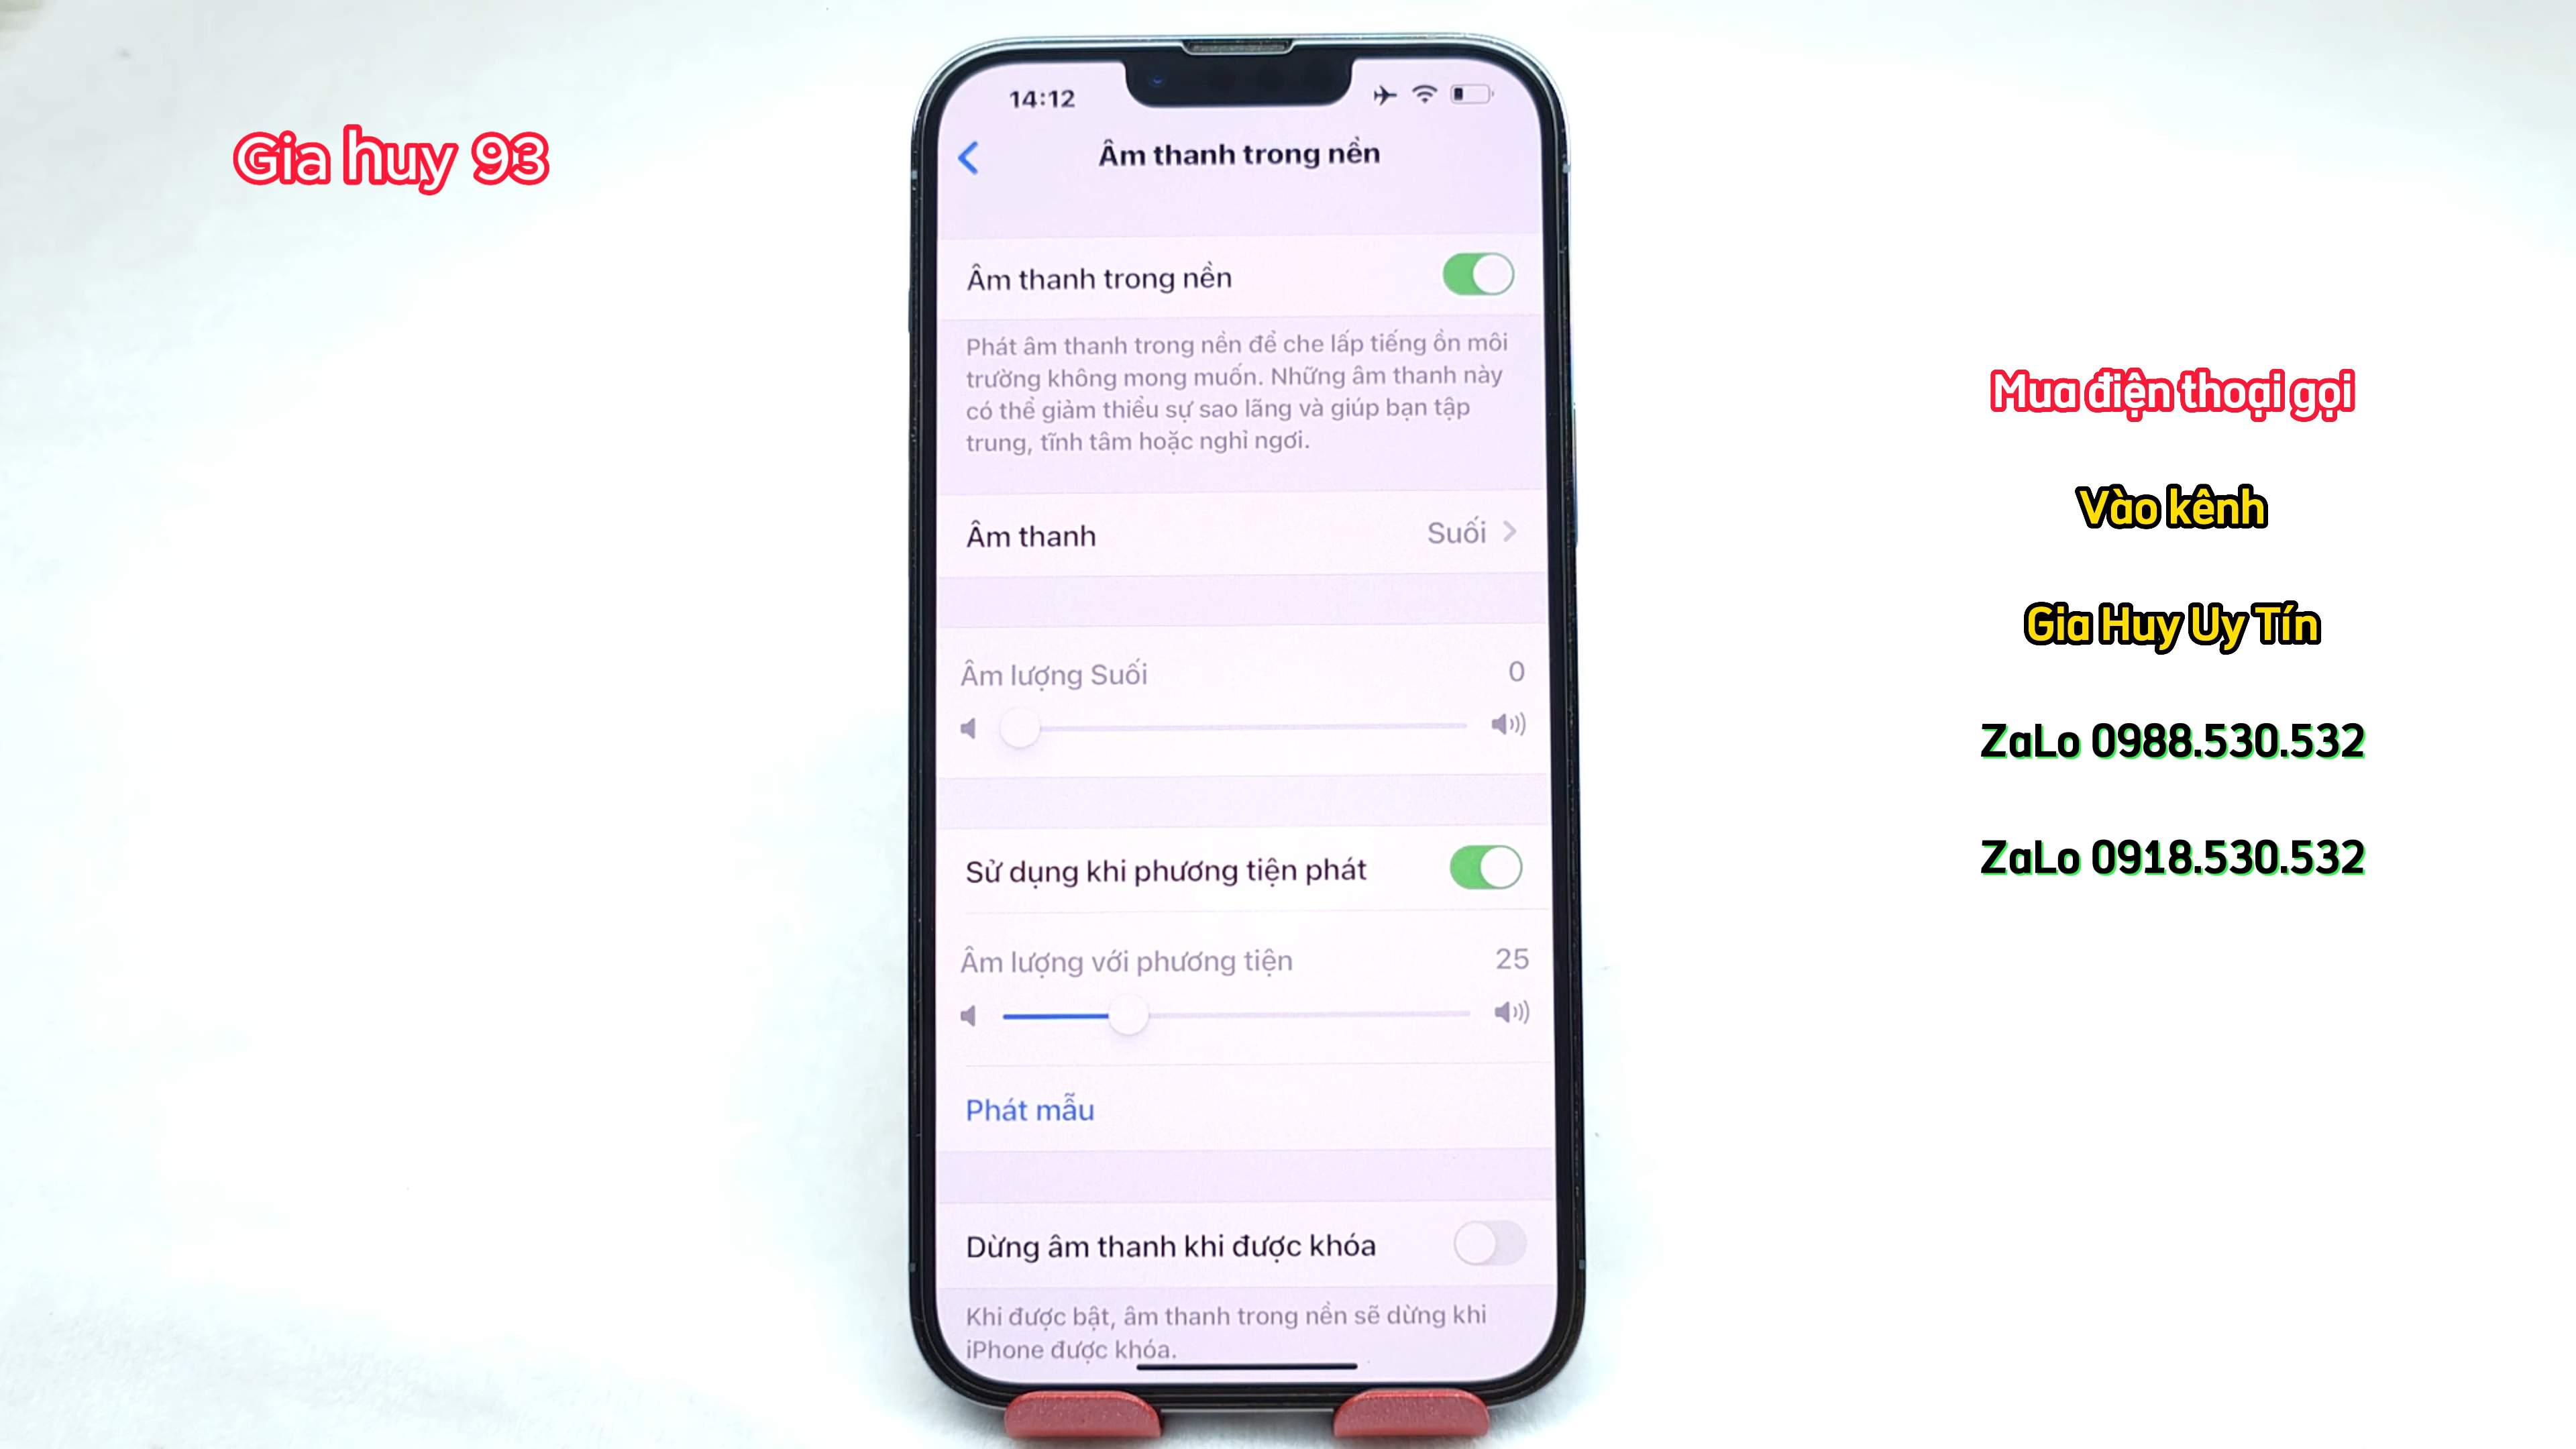 Gia huy 93
14:12
Âm thanh trong nền
Âm thanh trong nền
Phát âm thanh trong nền để che lấp tiếng ồn môi
trường không mong muốn. Những âm thanh này
có thể giảm thiểu sự sao lãng và giúp bạn tập
trung, tĩnh tâm hoặc nghỉ ngơi.
Âm thanh Suối
Âm lượng Suối 0
Sử dụng khi phương tiện phát
Âm lượng với phương tiện 25
Phát mẫu
Dừng âm thanh khi được khóa
Khi được bật, âm thanh trong nền sẽ dừng khi
iPhone được khóa.
Mua điện thoại gọi
Vào kênh
Gia Huy Uy Tín
ZaLo 0988.530.532
ZaLo 0918.530.532